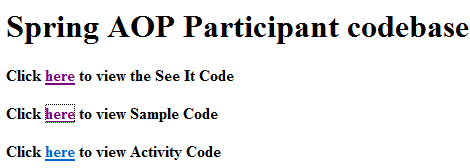 Spring AOP Participant codebase
Click here to view the See It Code
Click here to view Sample Code
Click here to view Activity Code